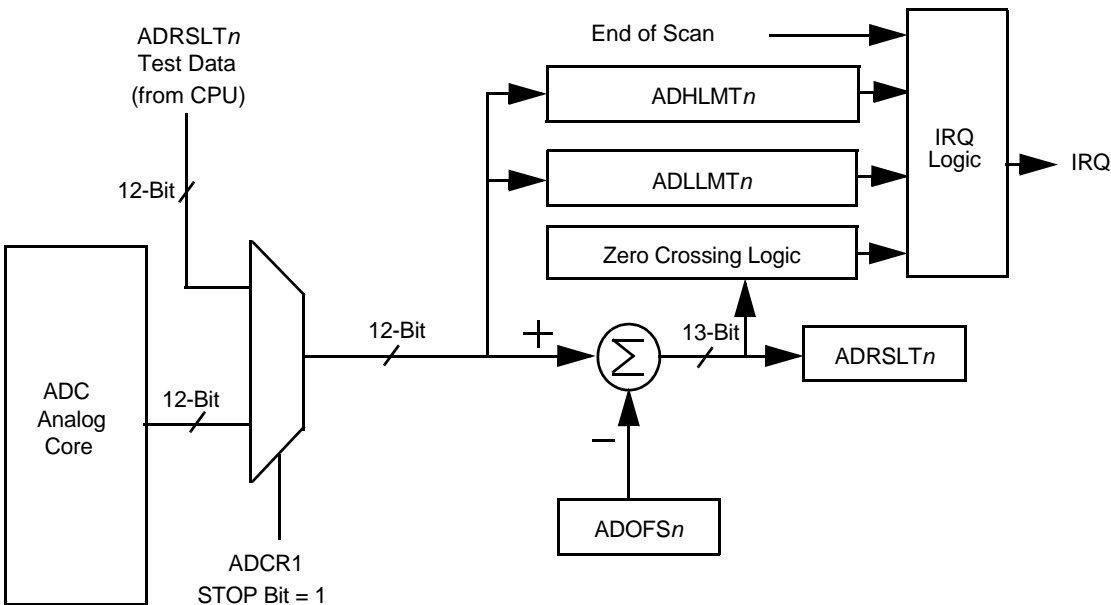 ADRSLTn
Test Data
(from CPU)
End of Scan
ADHLMTn
IRQ
Logic
IRQ
12-Bit
ADLLMTn
Zero Crossing Logic
12-Bit
+
Σ
13-Bit
ADRSLTn
ADC
Analog
Core
12-Bit
–
ADOFSn
ADCR1
STOP Bit = 1